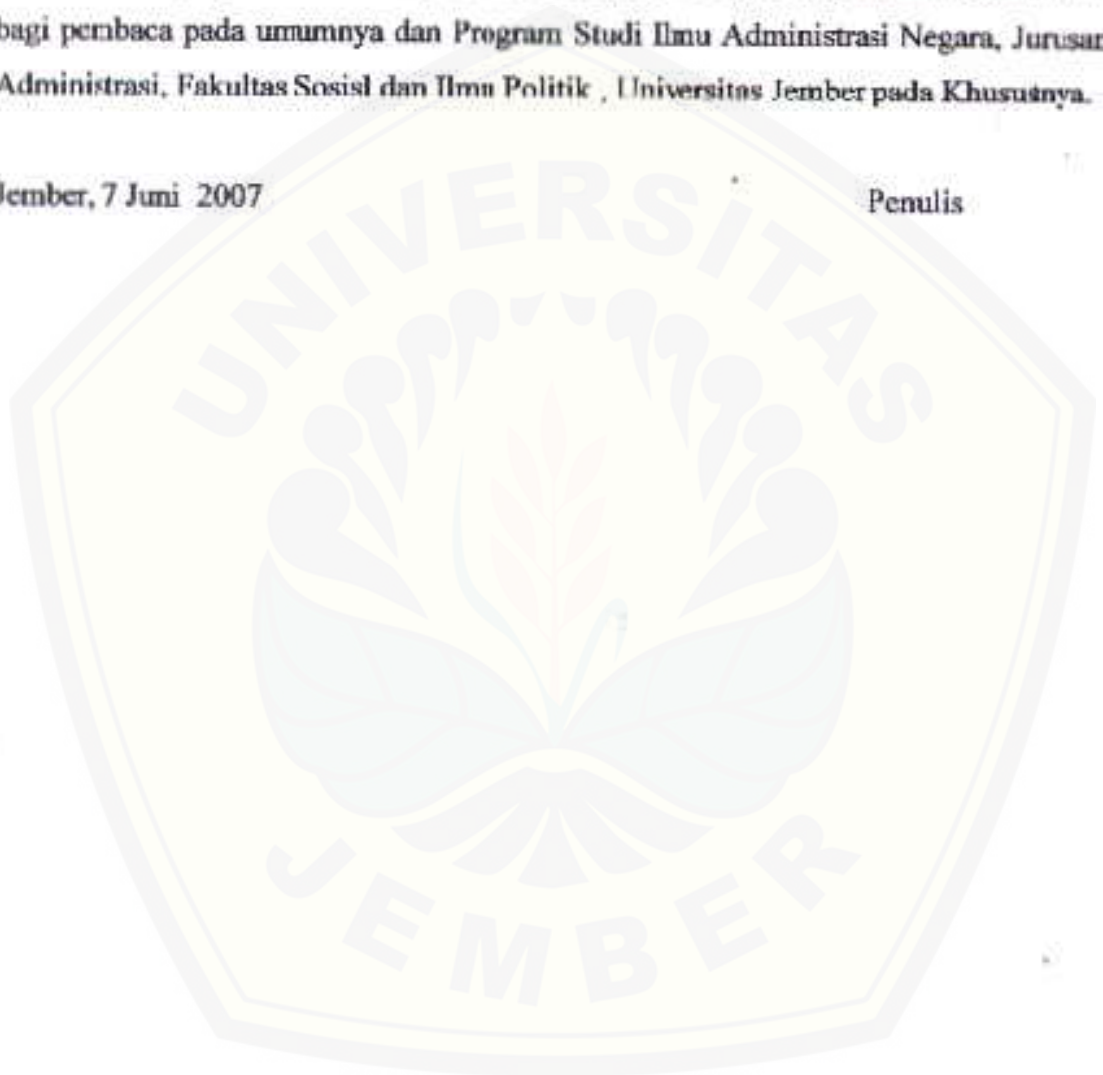 bagi pembaca pada umumnya dan Program Studi Ilmu Administrasi Negara, Jurusan
Administrasi, Fakultas Sosisl dan Ilmu Politik , Universitas Jember pada Khususnya.
Jember, 7 Juni 2007
Penulis
UNIVERSITAS
JEMBER